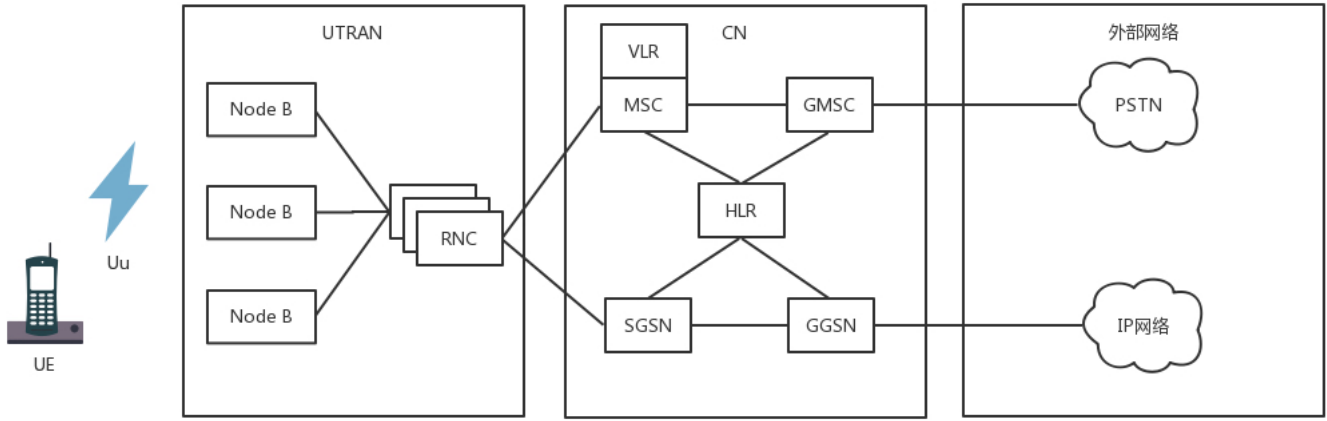 UTRAN
CN
外部网络
VLR
MSC
GMSC
PSTN
Node B
Node B
Node B
RNC
HLR
SGSN
GGSN
IP网络
Uu
UE